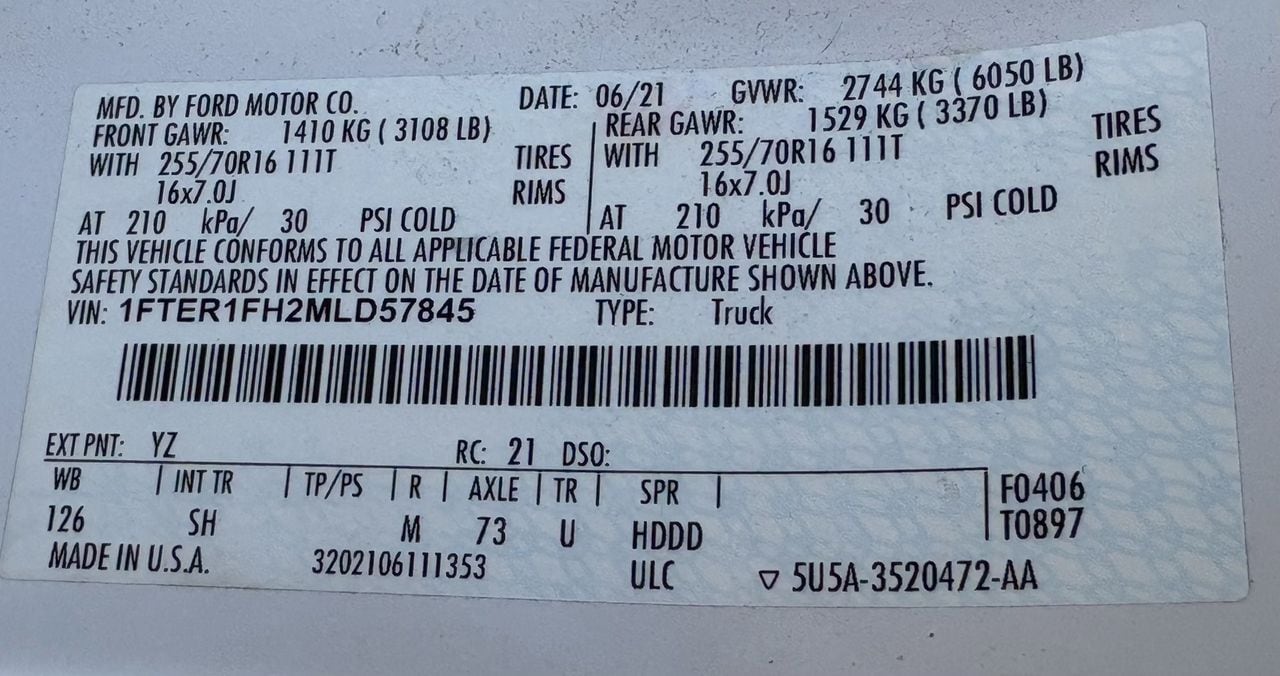 MFD. BY FORD MOTOR CO. DATE: 06/21 GVWR: 2744 KG ( 6050 LB)
FRONT GAWR: 1410 KG ( 3108 LB) REAR GAWR: 1529 KG ( 3370 LB)
WITH 255/70R16 111T TIRES WITH 255/70R16 111T TIRES
16x7.0J RIMS 16x7.0J RIMS
AT 210 kPa/ 30 PSI COLD AT 210 kPa/ 30 PSI COLD
THIS VEHICLE CONFORMS TO ALL APPLICABLE FEDERAL MOTOR VEHICLE
SAFETY STANDARDS IN EFFECT ON THE DATE OF MANUFACTURE SHOWN ABOVE.
VIN: 1FTER1FH2MLD57845 TYPE: Truck
EXT PNT: YZ RC: 21 DSO:
WB INT TR TP/PS R AXLE TR SPR F0406
126 SH M 73 U HDDD T0897
MADE IN U.S.A. 3202106111353 ULC ▽ 5U5A-3520472-AA